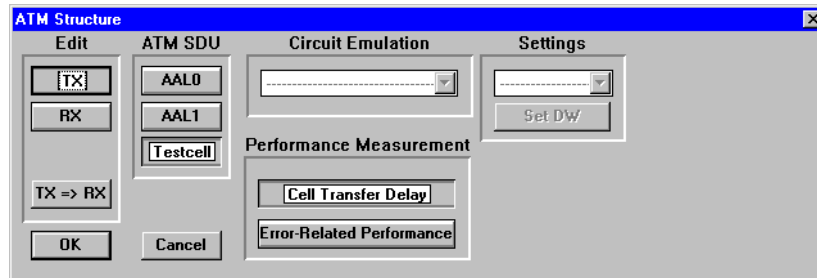 ATM Structure
Edit ATM SDU Circuit Emulation Settings
TX AAL0
RX AAL1 Set DW
Testcell Performance Measurement
TX => RX Cell Transfer Delay
OK Cancel Error-Related Performance